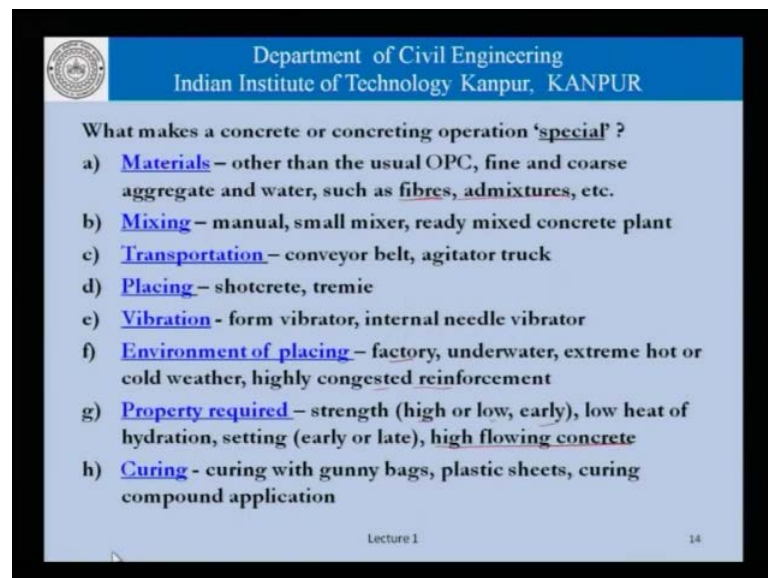 Department of Civil Engineering
Indian Institute of Technology Kanpur, KANPUR
What makes a concrete or concreting operation ‘special’ ?
a) Materials – other than the usual OPC, fine and coarse
aggregate and water, such as fibres, admixtures, etc.
b) Mixing – manual, small mixer, ready mixed concrete plant
c) Transportation – conveyor belt, agitator truck
d) Placing – shotcrete, tremie
e) Vibration - form vibrator, internal needle vibrator
f) Environment of placing – factory, underwater, extreme hot or
cold weather, highly congested reinforcement
g) Property required – strength (high or low, early), low heat of
hydration, setting (early or late), high flowing concrete
h) Curing - curing with gunny bags, plastic sheets, curing
compound application
Lecture 1
14